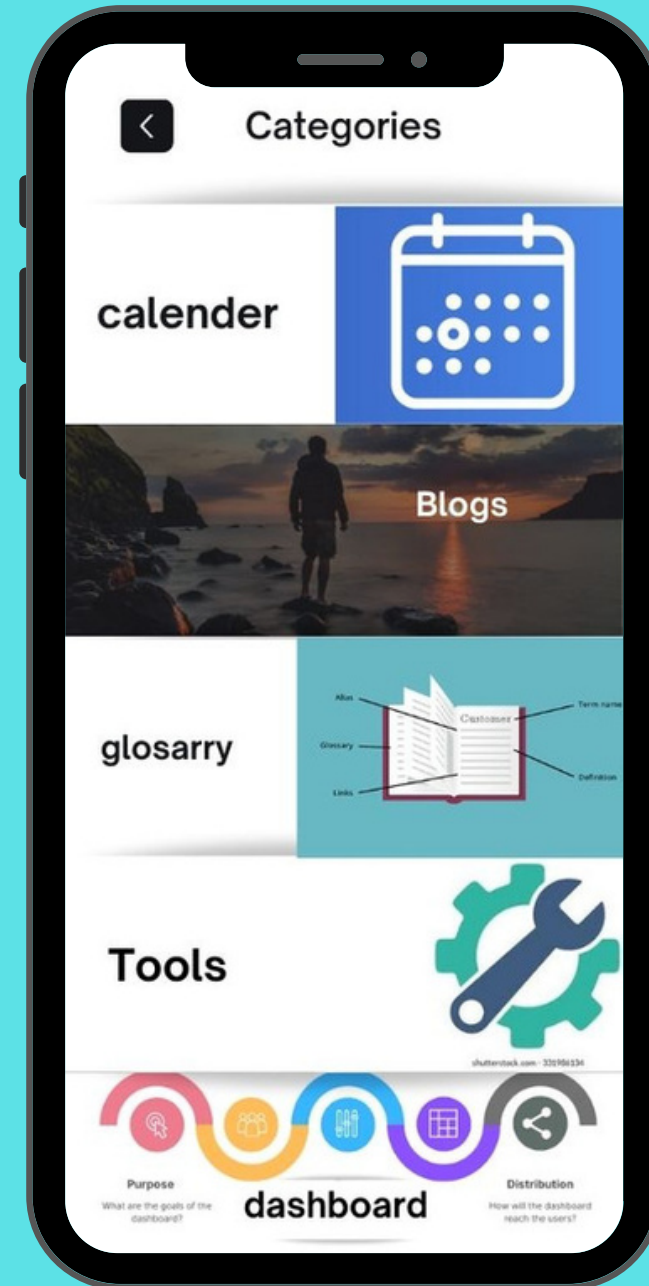 Categories
calender
Blogs
glosarry
Alias
Glossary
Links
Customer
Term name
Definition
Tools
shutterstock.com · 331986134
Purpose
What are the goals of the
dashboard?
dashboard
Distribution
How will the dashboard
reach the users?